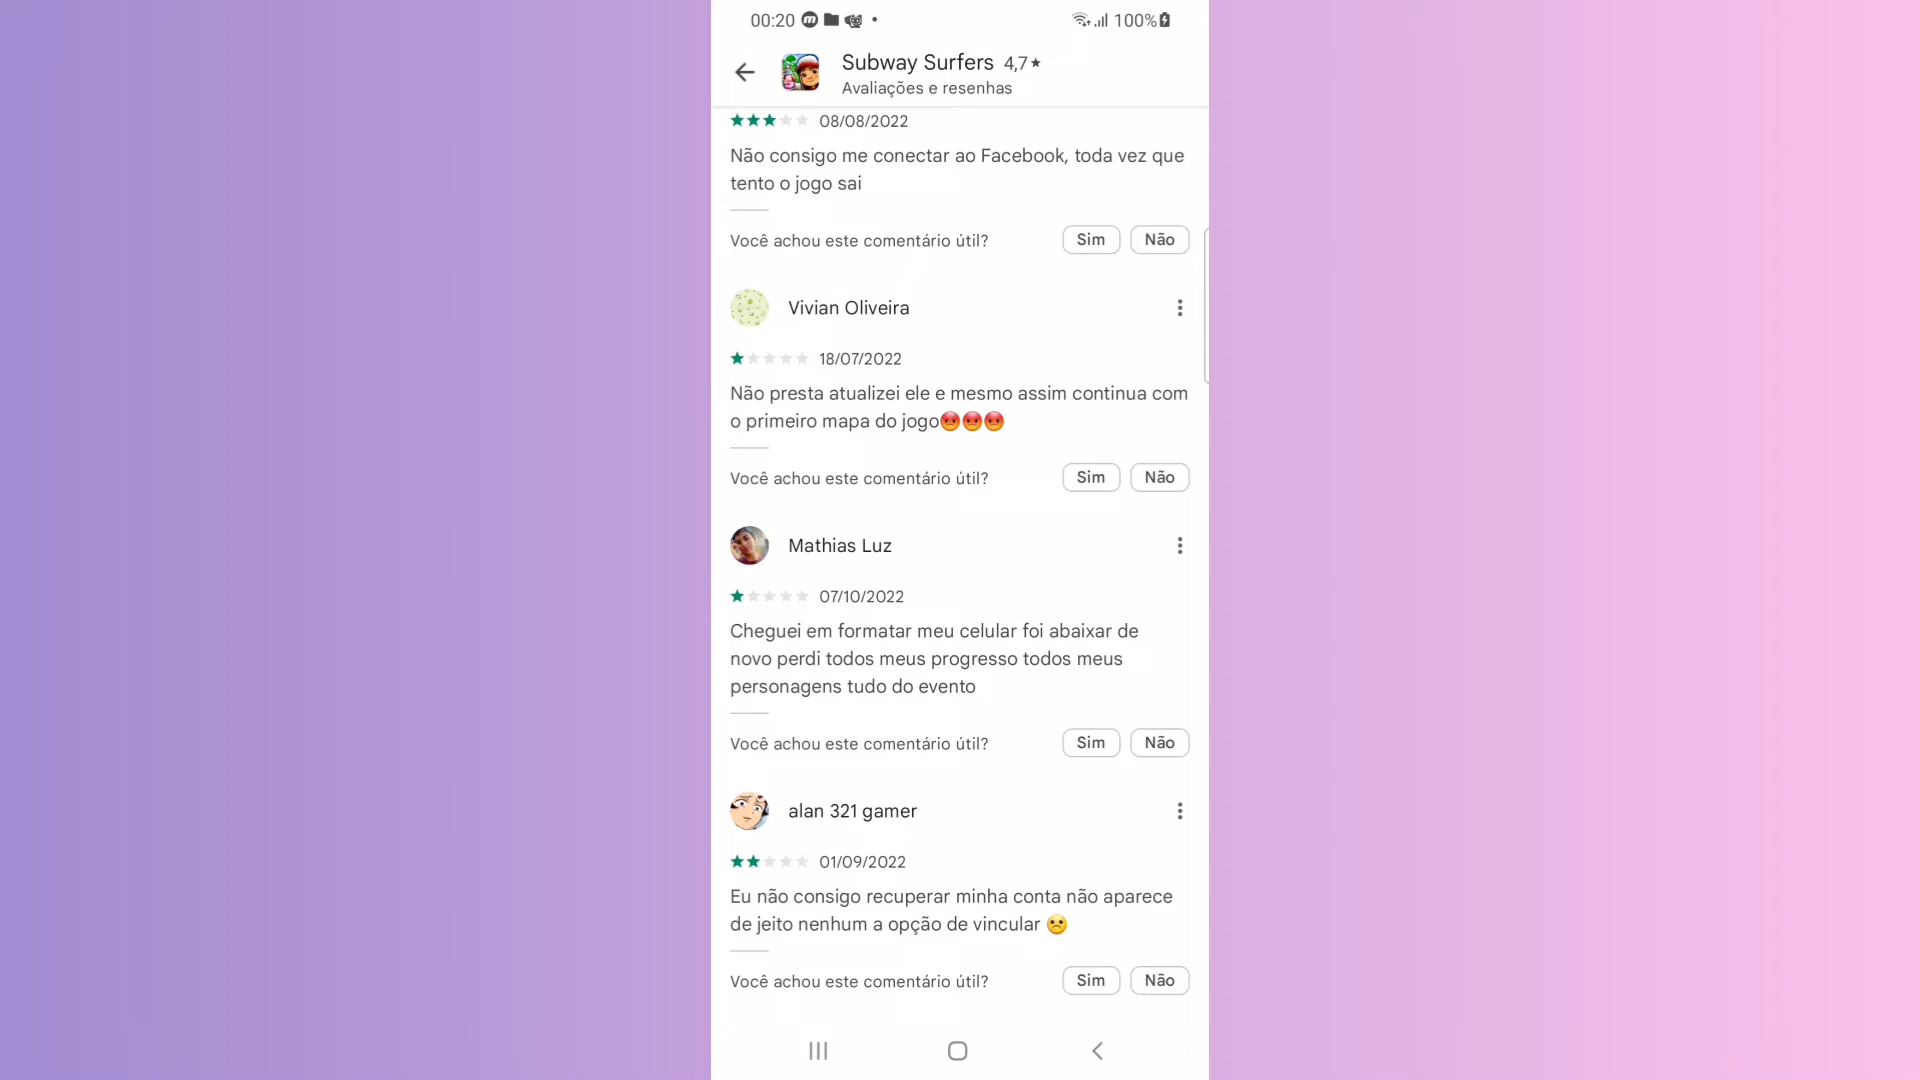 00:20
100%
Subway Surfers 4,7★
Avaliações e resenhas
08/08/2022
Não consigo me conectar ao Facebook, toda vez que
tento o jogo sai
Você achou este comentário útil? Sim Não
Vivian Oliveira
18/07/2022
Não presta atualizei ele e mesmo assim continua com
o primeiro mapa do jogo😡😡😡
Você achou este comentário útil? Sim Não
Mathias Luz
07/10/2022
Cheguei em formatar meu celular foi abaixar de
novo perdi todos meus progresso todos meus
personagens tudo do evento
Você achou este comentário útil? Sim Não
alan 321 gamer
01/09/2022
Eu não consigo recuperar minha conta não aparece
de jeito nenhum a opção de vincular ☹️
Você achou este comentário útil? Sim Não